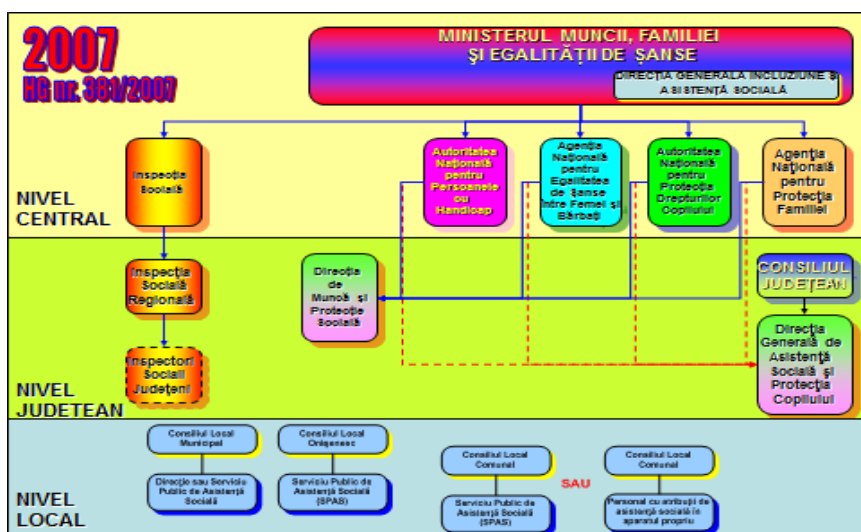 2007
HG nr. 381/2007
MINISTERUL MUNCII, FAMILIEI
ŞI EGALITĂŢII DE ŞANSE
DIRECŢIA GENERALA INCLUZIUNE Ş
ASISTENŢĂ SOCIALĂ
Inspecţia
Socială
Autoritatea
Naţională
pentru
Persoanele
cu
Handicap
Agenţia
Naţională
pentru
Egalitatea
de Şanse
între Femei şi
Bărbaţi
Autoritatea
Naţională
pentru
Protecţia
Drepturilor
Copilului
Agenţia
Naţională
pentru
Protecţia
Familiei
NIVEL
CENTRAL
Inspecţia
Socială
Regională
Direcţia
de
Muncă şi
Protecţie
Socială
CONSILIUL
JUDEŢEAN
Inspectori
Sociali
Judeţeni
Direcţia
Generală de
Asistenţă
Socială şi
Protecţia
Copilului
NIVEL
JUDETEAN
Consiliul Local
Municipal
Consiliul Local
Orăşenesc
Consiliul Local
Comunal
Consiliul Local
Comunal
Direcţie sau Serviciu
Public de Asistenţă
Socială
Serviciu Public de
Asistenţă Socială
(SPAS)
SAU
Serviciu Public de
Asistenţă Socială
(SPAS)
Personal cu atribuţii de
asistenţă socială în
aparatul propriu
NIVEL
LOCAL